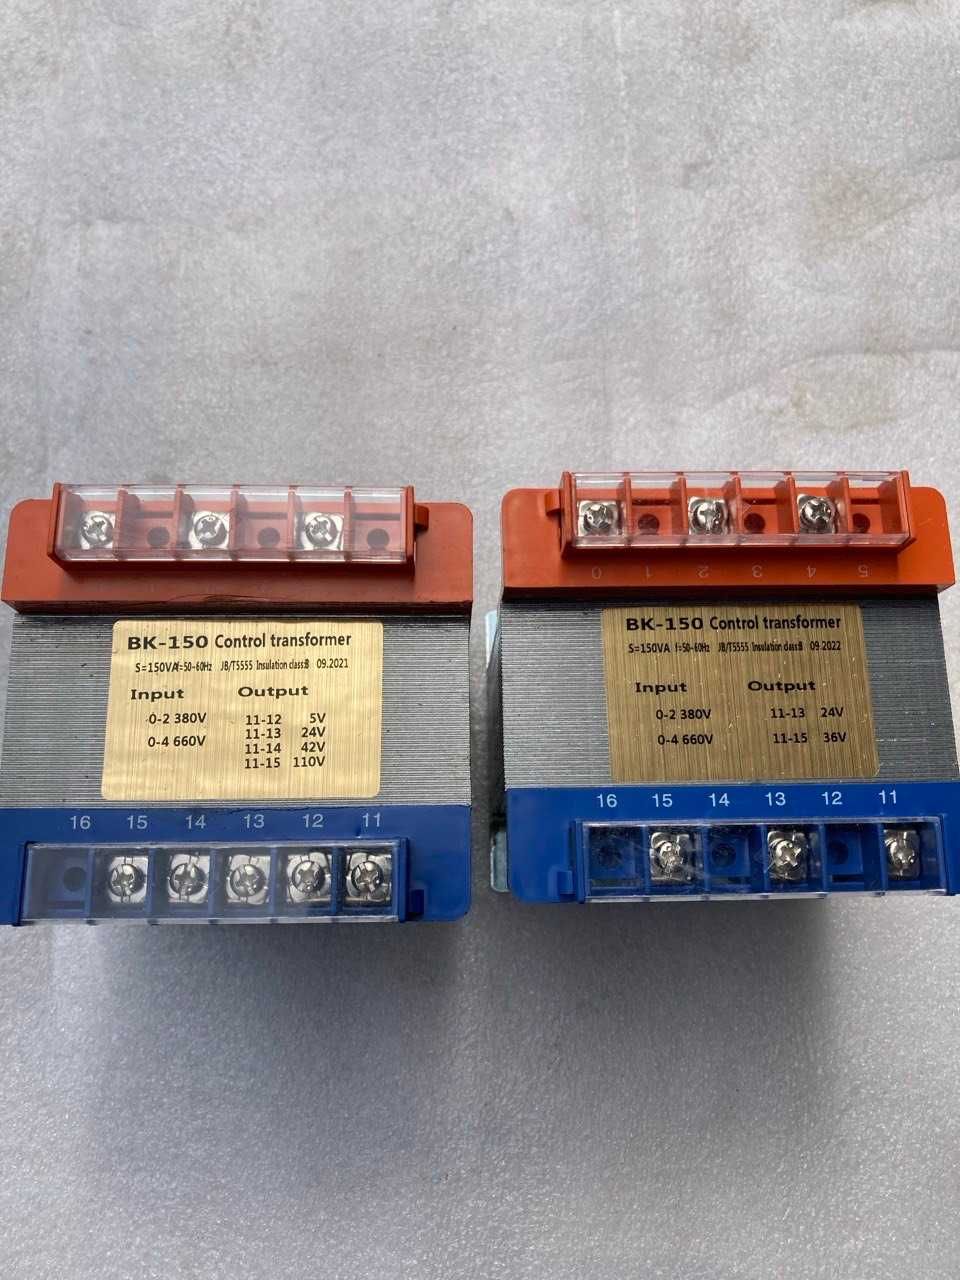 BK-150 Control transformer
S=150VA f=50-60Hz JB/T5555 Insulation class:B 09.2021
Input Output
0-2 380V 11-12 5V
11-13 24V
0-4 660V 11-14 42V
11-15 110V
16 15 14 13 12 11
0 1 2 3 4 5
BK-150 Control transformer
S=150VA f=50-60Hz JB/T5555 Insulation class:B 09.2022
Input Output
0-2 380V 11-13 24V
0-4 660V 11-15 36V
16 15 14 13 12 11